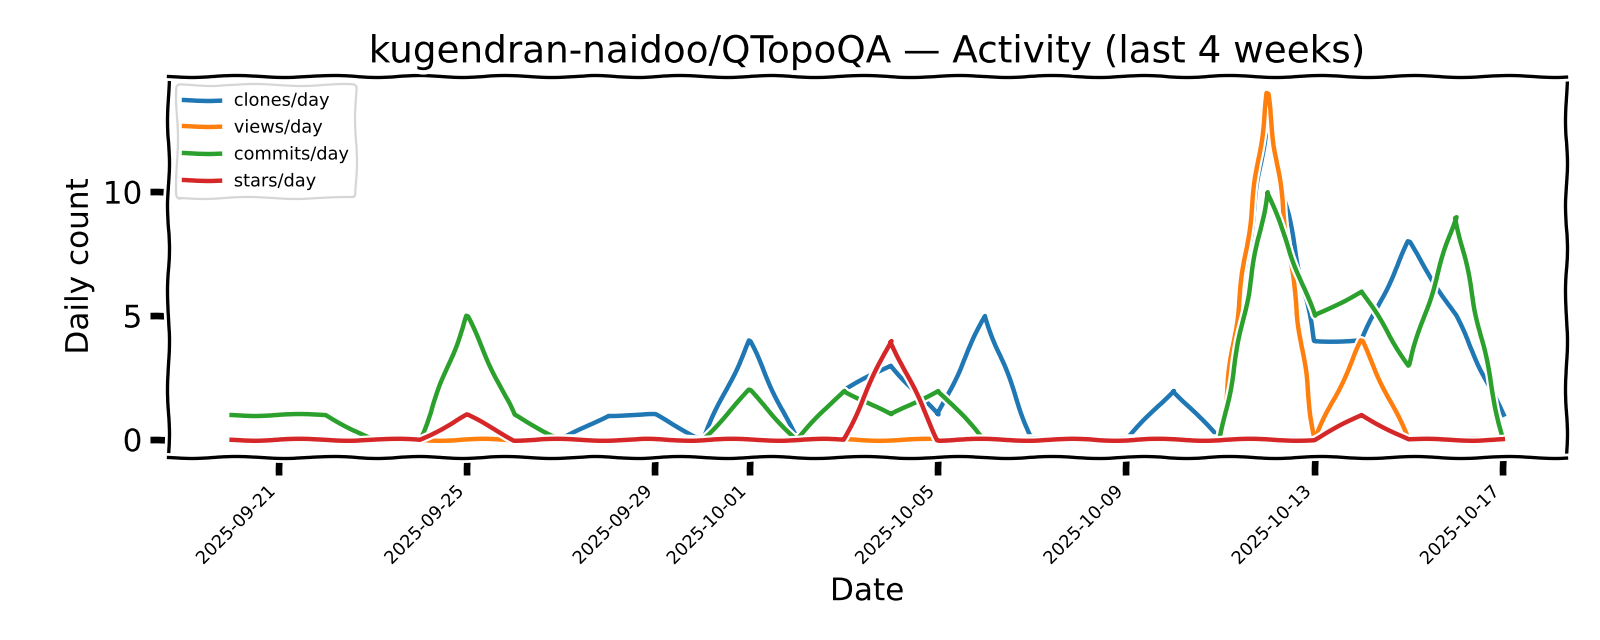 kugendran-naidoo/QTopoQA — Activity (last 4 weeks)
clones/day
views/day
commits/day
stars/day
Daily count
10
5
0
2025-09-21
2025-09-25
2025-09-29
2025-10-01
2025-10-05
2025-10-09
2025-10-13
2025-10-17
Date